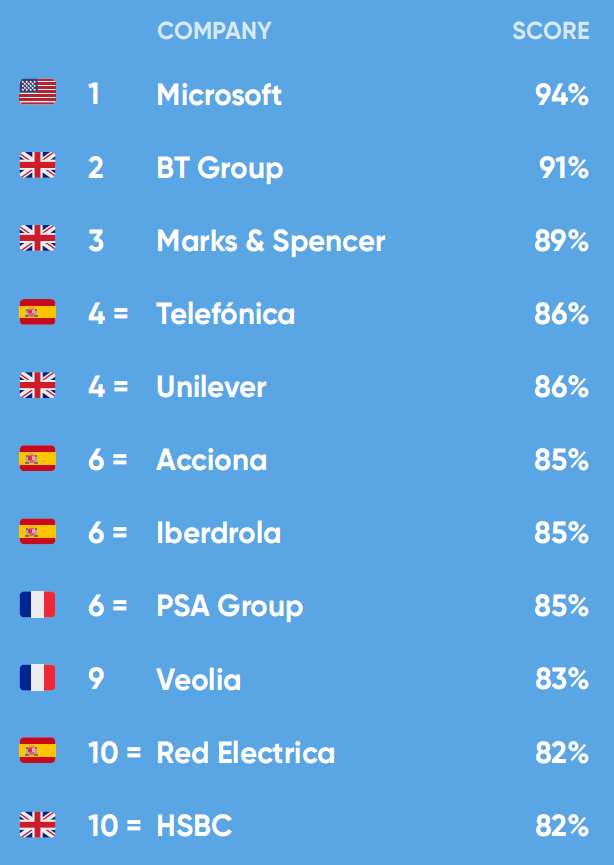 COMPANY SCORE
1 Microsoft 94%
2 BT Group 91%
3 Marks & Spencer 89%
4 = Telefónica 86%
4 = Unilever 86%
6 = Acciona 85%
6 = Iberdrola 85%
6 = PSA Group 85%
9 Veolia 83%
10 = Red Electrica 82%
10 = HSBC 82%